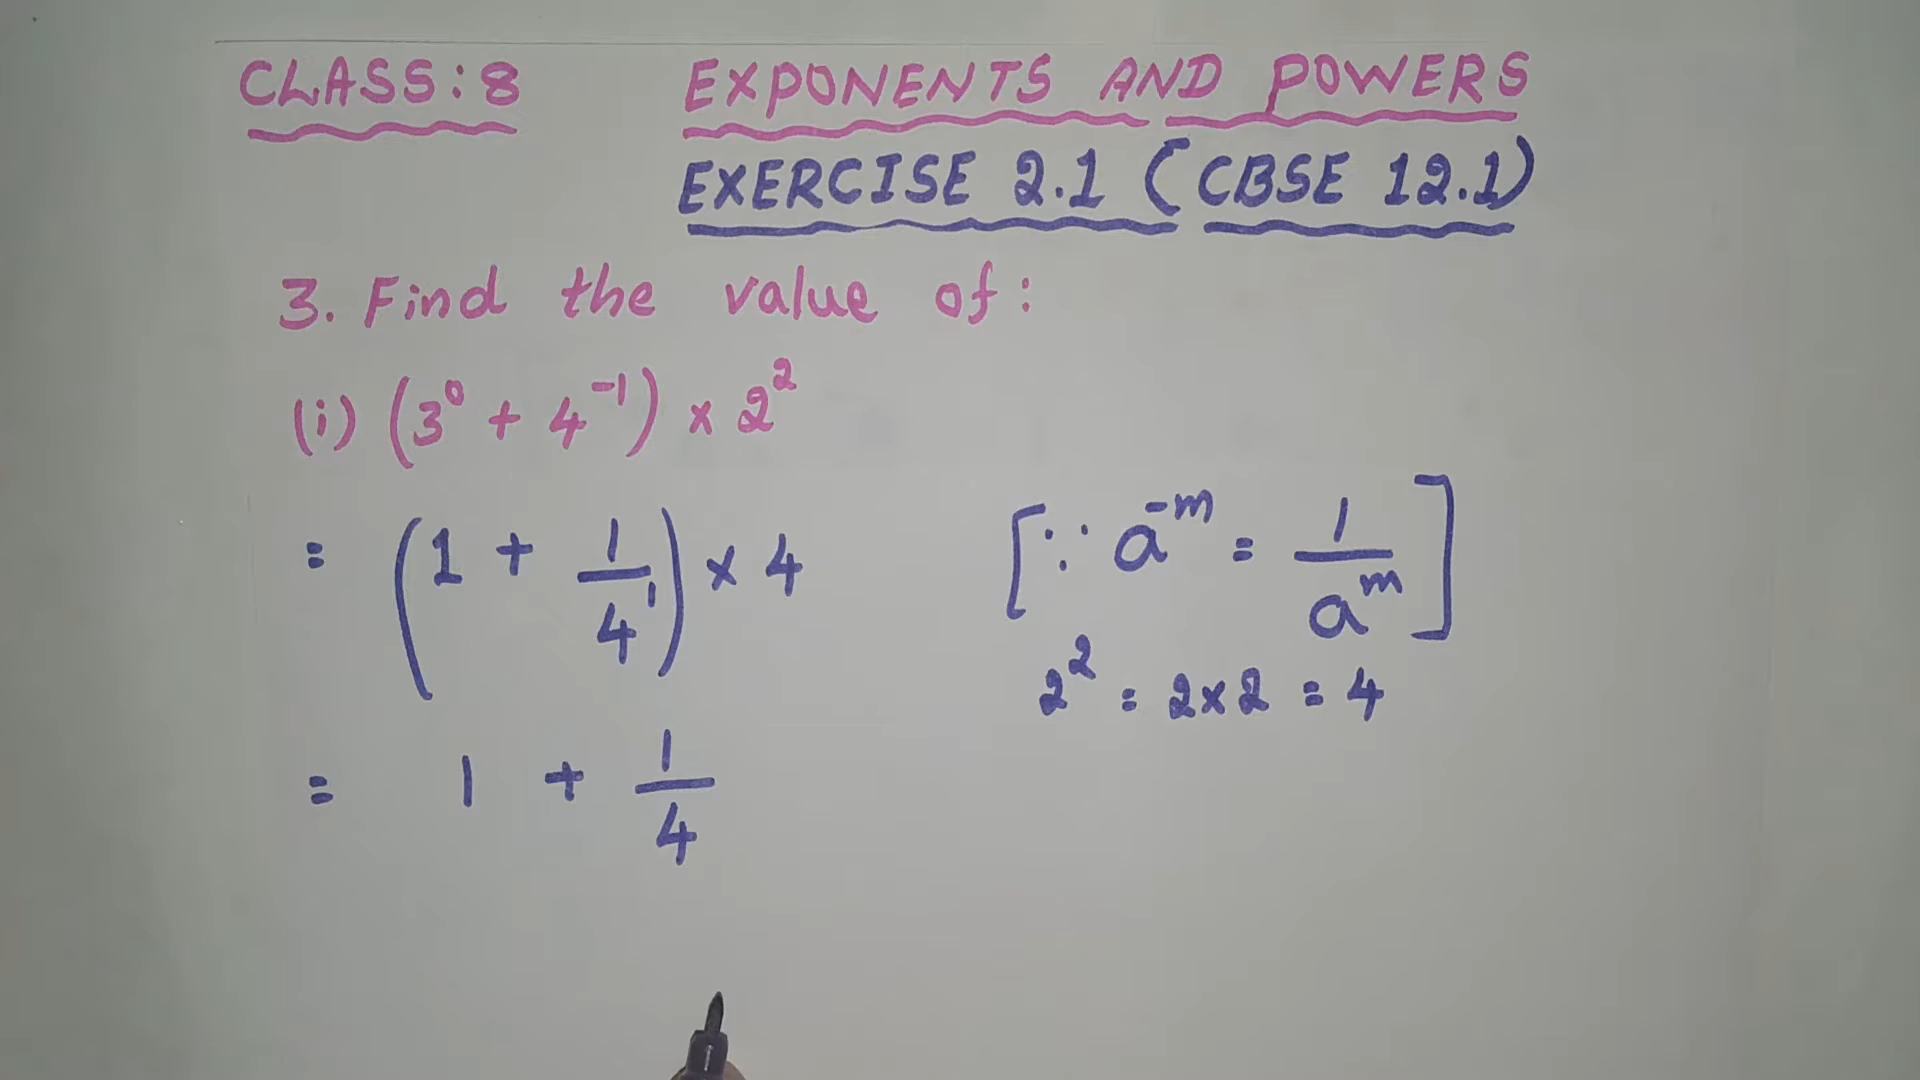 CLASS:8 EXPONENTS AND POWERS
EXERCISE 2.1 (CBSE 12.1)
3. Find the value of:
(i) (3⁰ + 4⁻¹) × 2²
= (1 + 1/4¹) × 4 [∵ a⁻ᵐ = 1/aᵐ]
2² = 2×2 = 4
= 1 + 1/4